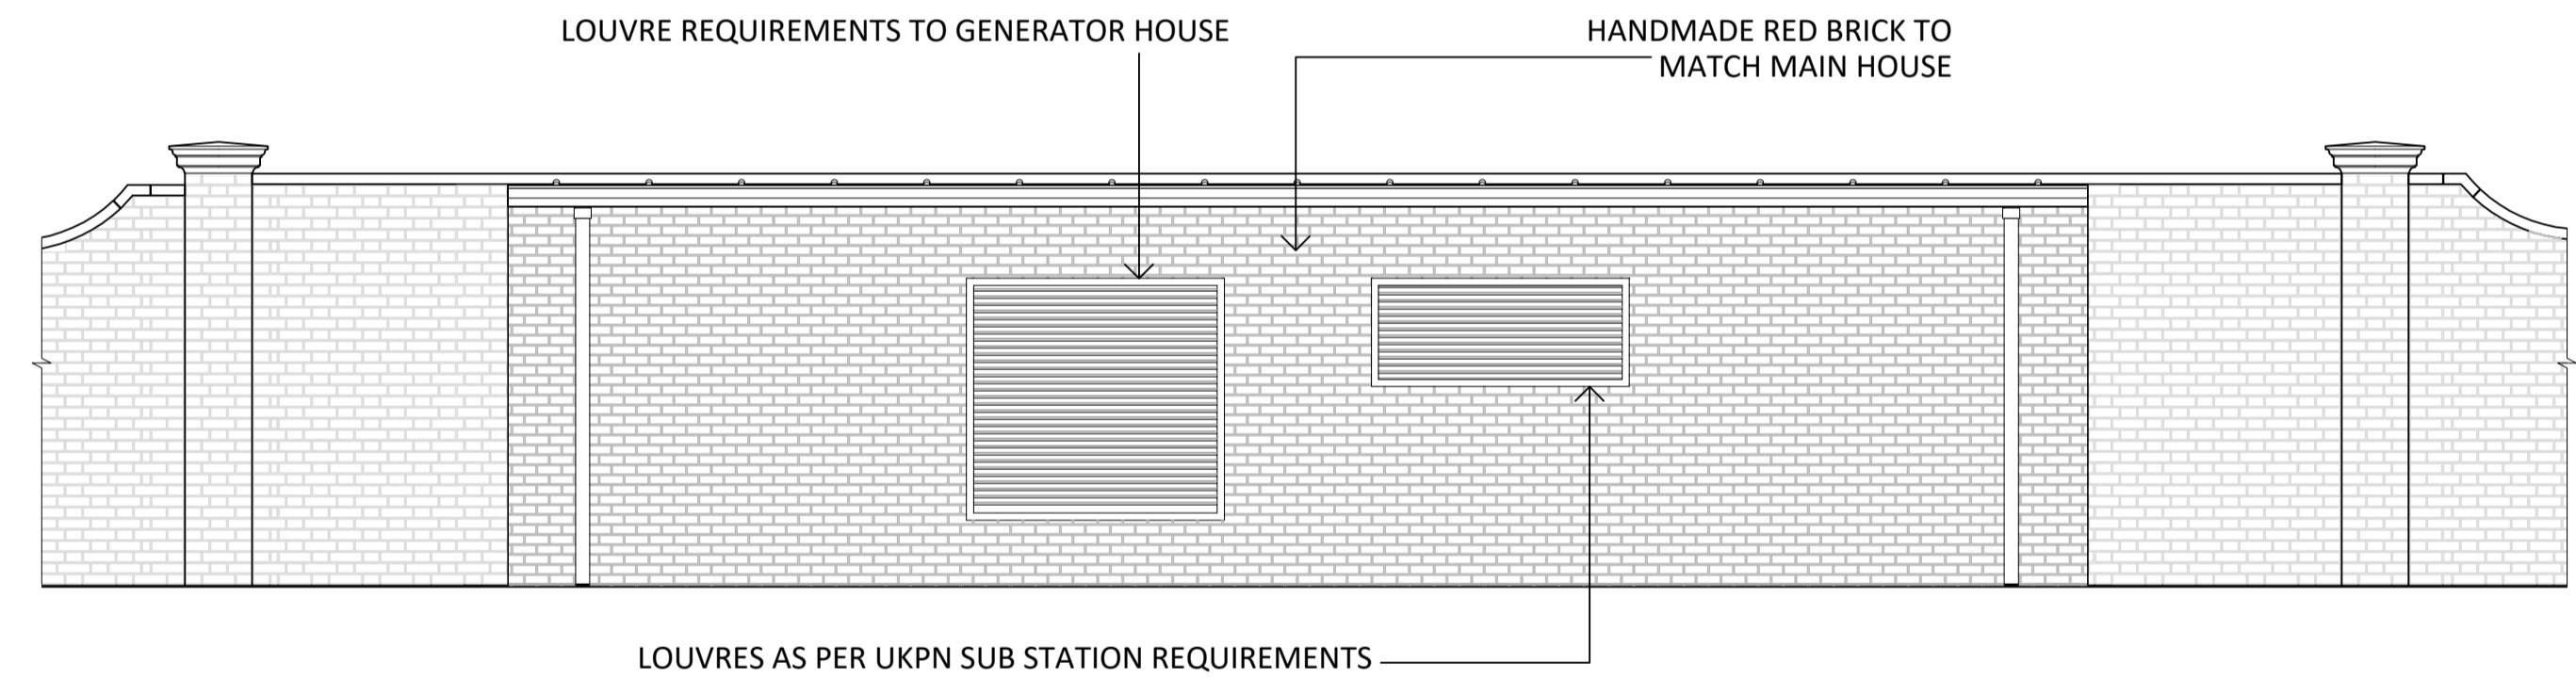 LOUVRE REQUIREMENTS TO GENERATOR HOUSE
HANDMADE RED BRICK TO
MATCH MAIN HOUSE
LOUVRES AS PER UKPN SUB STATION REQUIREMENTS